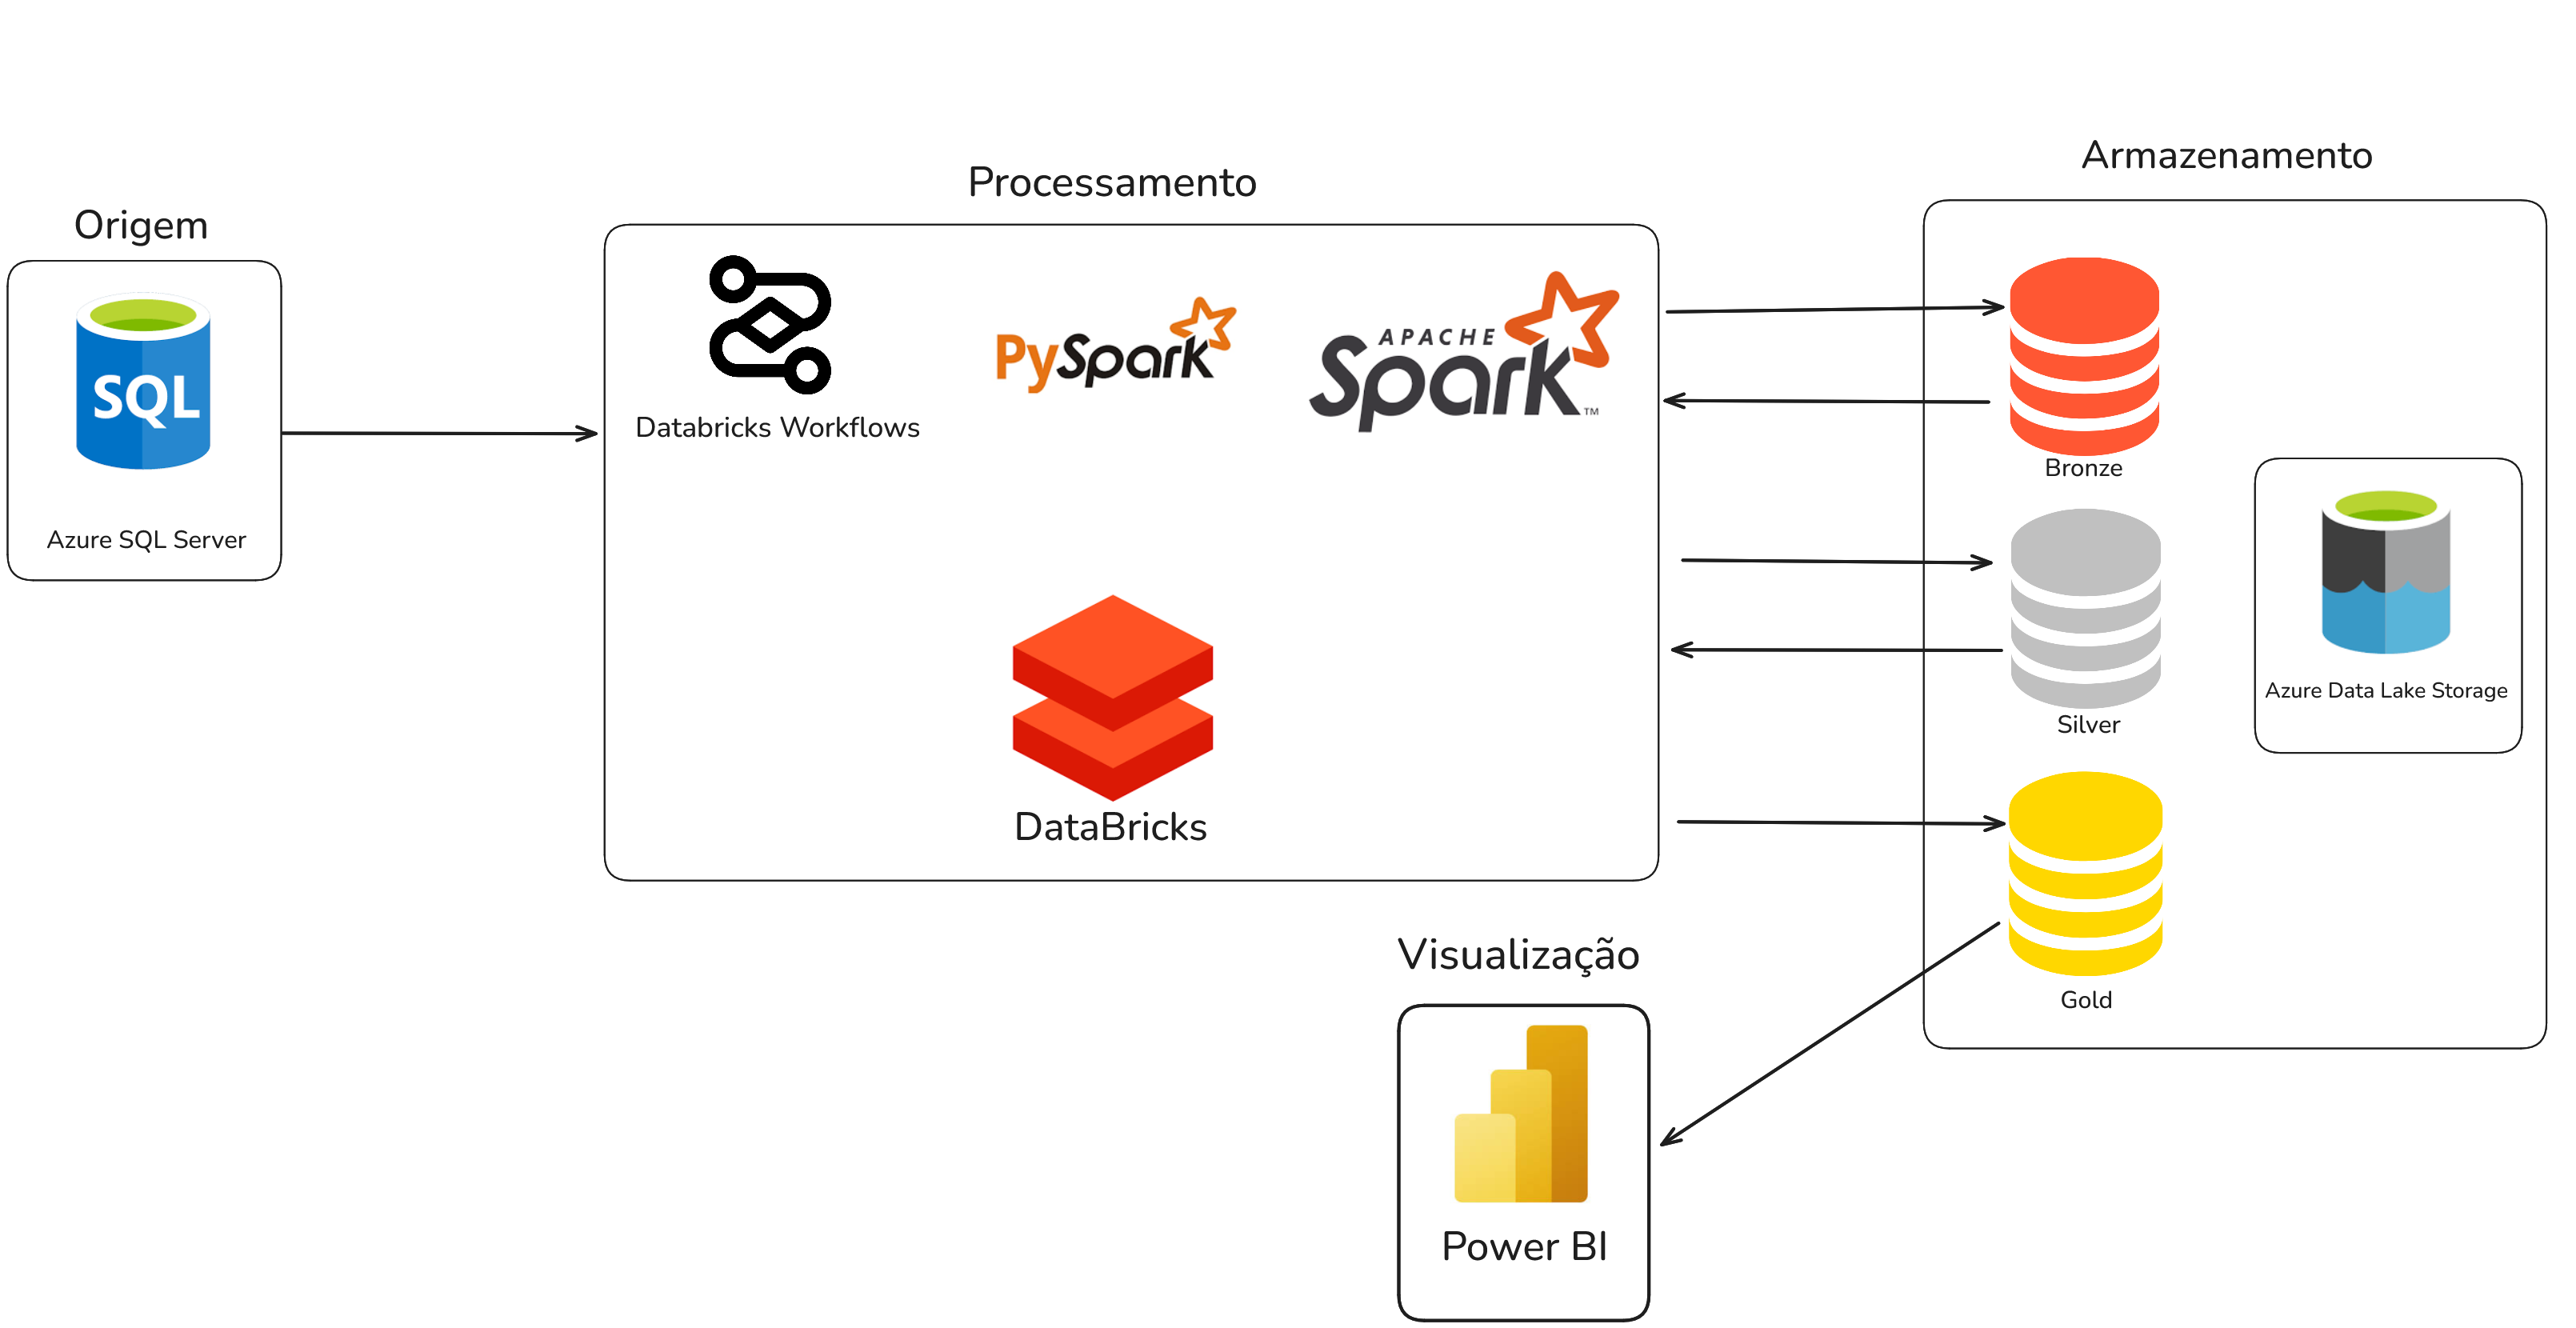 Origem
SQL
Azure SQL Server
Processamento
Databricks Workflows
PySpark
APACHE
Spark™
DataBricks
Armazenamento
Bronze
Silver
Azure Data Lake Storage
Gold
Visualização
Power BI